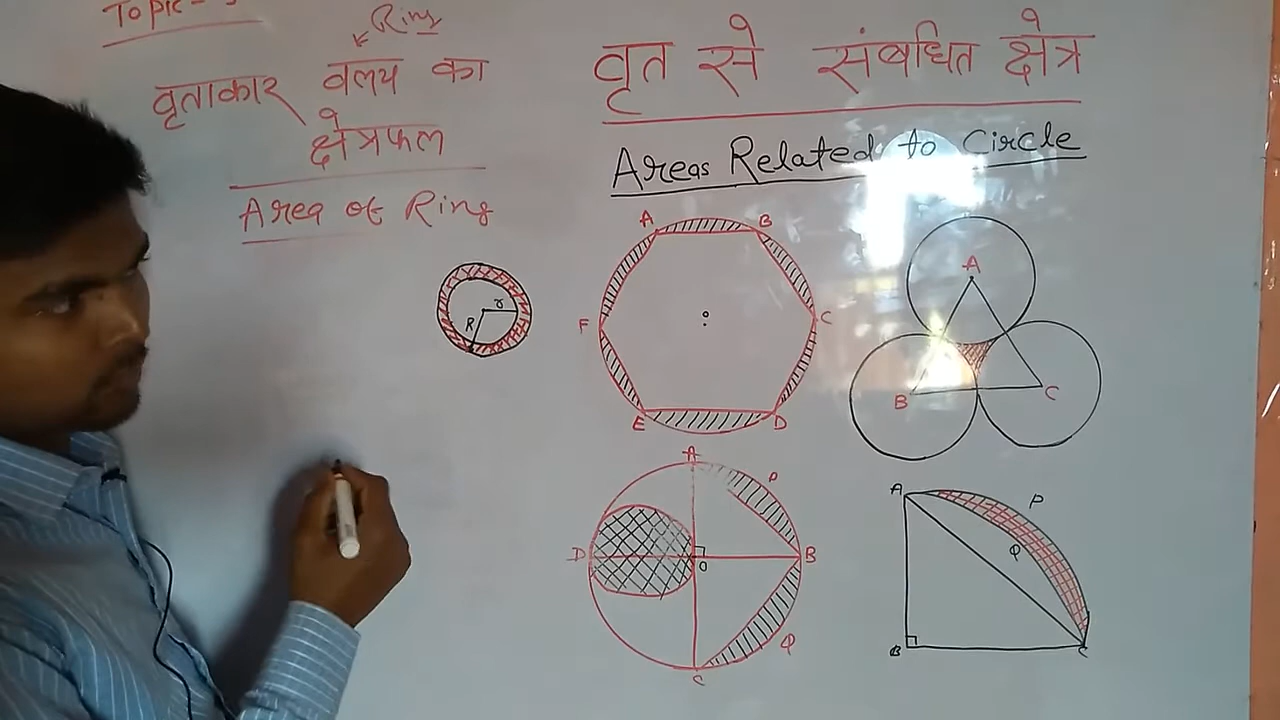 Topic -
Ring
वृताकार वलय का
क्षेत्रफल
Area of Ring
R r
वृत से संबधित क्षेत्र
Areas Related to Circle
A B
F C
E D
A
B C
A
P
D O B
Q
C
A P
Q
B C